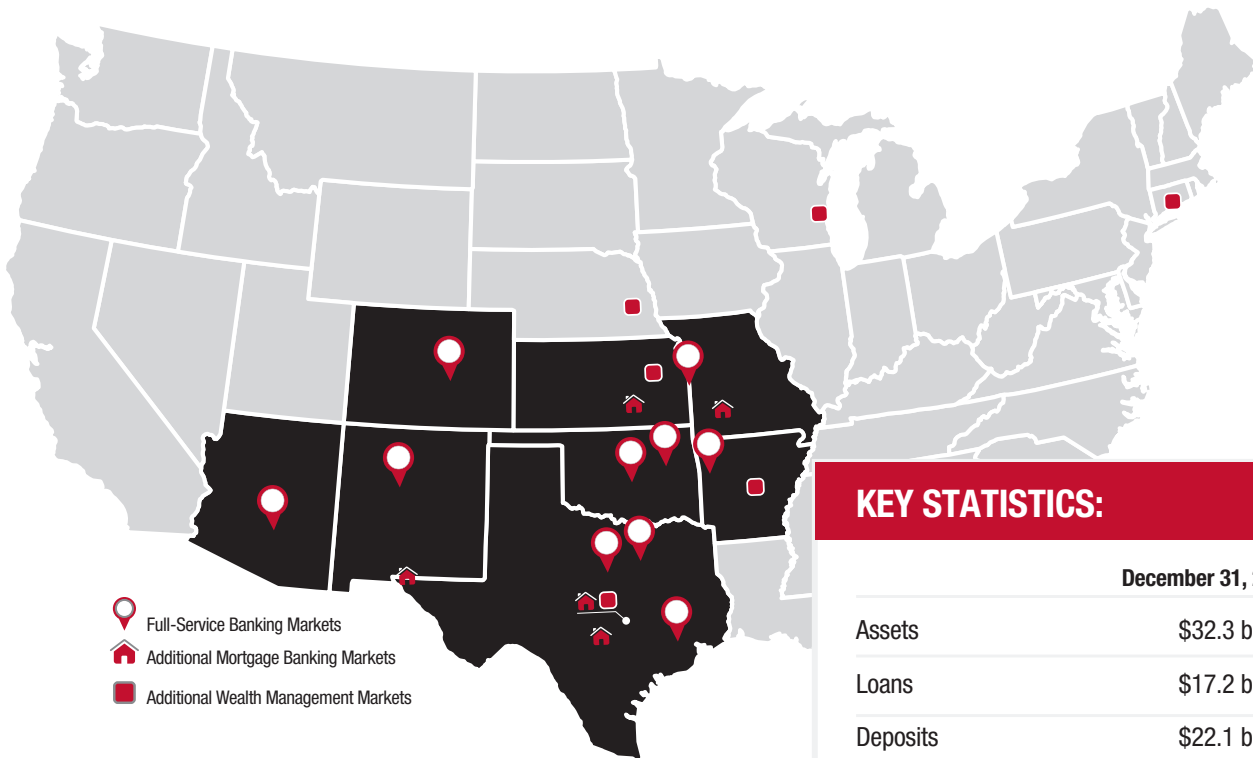 Full-Service Banking Markets
Additional Mortgage Banking Markets
Additional Wealth Management Markets
KEY STATISTICS:
December 31,
Assets $32.3 b
Loans $17.2 b
Deposits $22.1 b